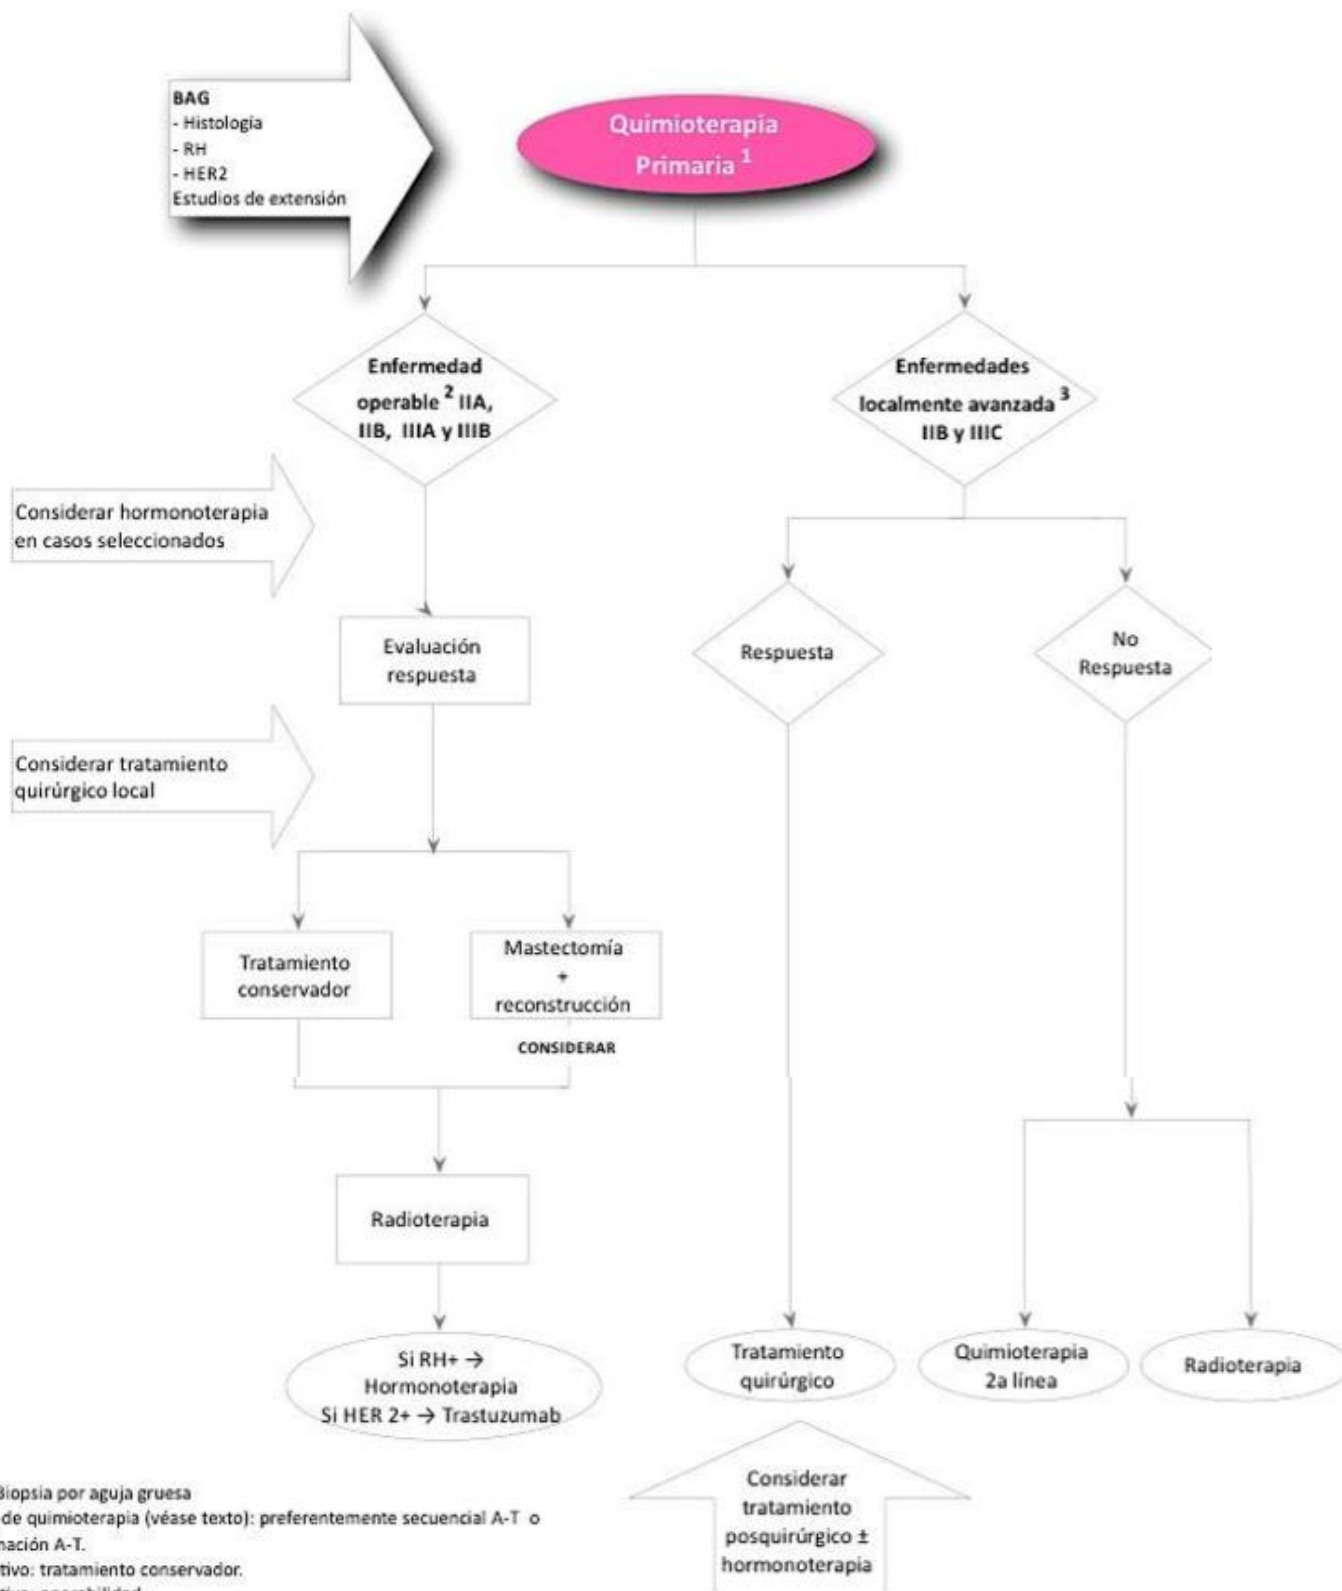 BAG
- Histología
- RH
- HER2
Estudios de extensión
Quimioterapia
Primaria 1
Enfermedad
operable 2 IIA,
IIB, IIIA y IIIB
Enfermedades
localmente avanzada 3
IIB y IIIC
Considerar hormonoterapia
en casos seleccionados
Evaluación
respuesta
Respuesta
No
Respuesta
Considerar tratamiento
quirúrgico local
Tratamiento
conservador
Mastectomía
+
reconstrucción
CONSIDERAR
Radioterapia
Si RH+ →
Hormonoterapia
Si HER 2+ → Trastuzumab
Tratamiento
quirúrgico
Quimioterapia
2a línea
Radioterapia
Considerar
tratamiento
posquirúrgico ±
hormonoterapia
Biopsia por aguja gruesa
de quimioterapia (véase texto): preferentemente secuencial A-T o
A-T.
tratamiento conservador.